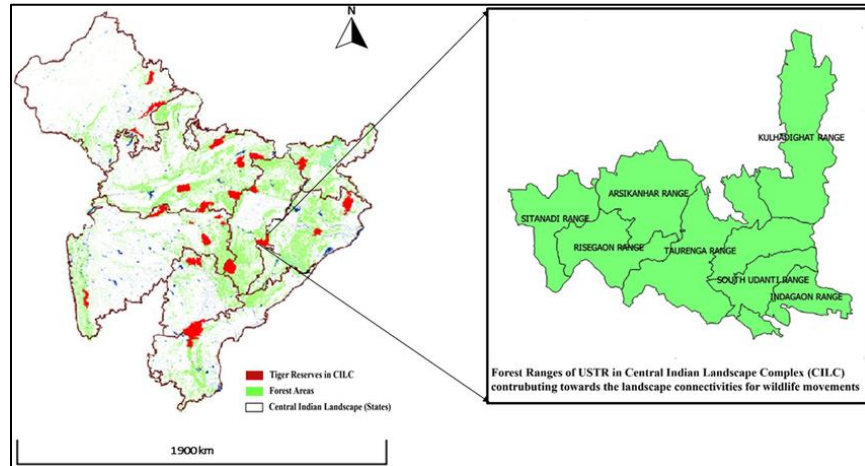 N
Tiger Reserves in CILC
Forest Areas
Central Indian Landscape (States)
1900 km
KULHADIGHAT RANGE
ARSIKANHAR RANGE
SITANADI RANGE
RISEGAON RANGE
TAURENGA RANGE
SOUTH UDANTI RANGE
INDAGAON RANGE
Forest Ranges of USTR in Central Indian Landscape Complex (CILC)
contrubuting towards the landscape connectivities for wildlife movements